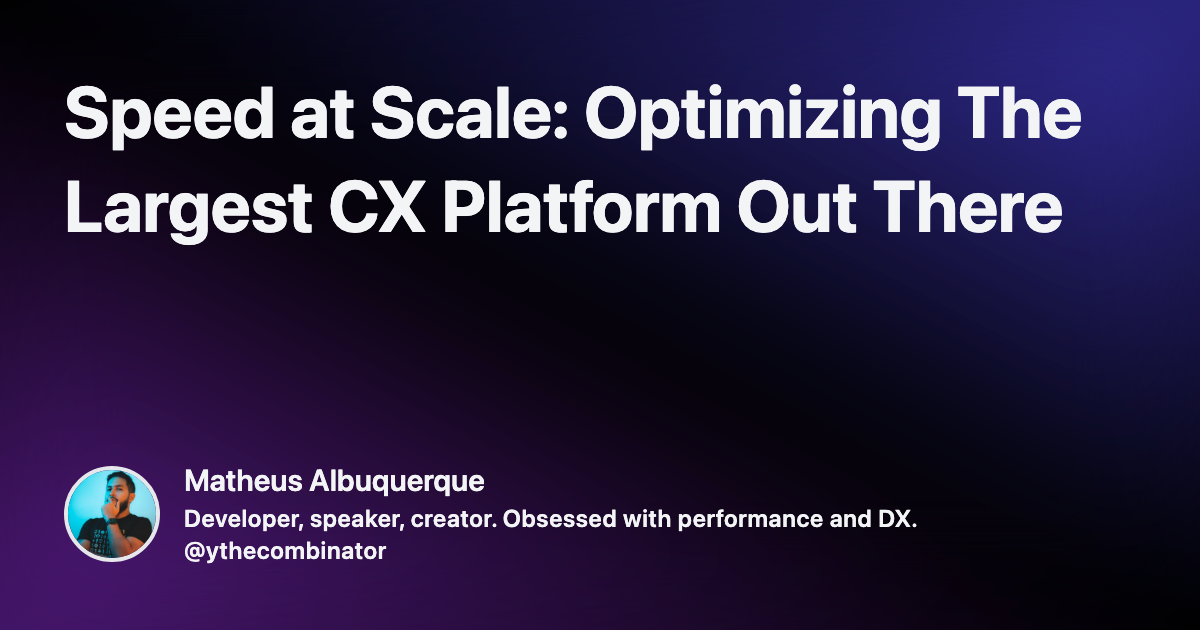 Speed at Scale: Optimizing The
Largest CX Platform Out There
Matheus Albuquerque
Developer, speaker, creator. Obsessed with performance and DX.
@ythecombinator